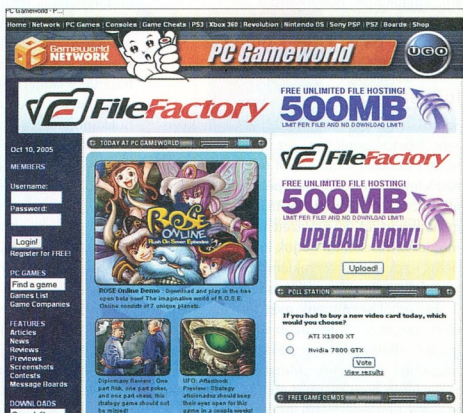 PC Gameworld - P...
Home | Network | PC Games | Consoles | Game Cheats | PS3 | Xbox 360 | Revolution | Nintendo DS | Sony PSP | PS2 | Boards | Shop
Gameworld
NETWORK
PC Gameworld
UGO
FileFactory
FREE UNLIMITED FILE HOSTING!
500MB
LIMIT PER FILE! AND NO DOWNLOAD LIMIT!
Oct 10, 2005
MEMBERS
Username:
Password:
Login!
Register for FREE!
PC GAMES
Find a game
Games List
Game Companies
FEATURES
Articles
News
Reviews
Previews
Screenshots
Contests
Message Boards
DOWNLOADS
TODAY AT PC GAMEWORLD
ROSE
ONLINE
Rush On Seven Episodes
ROSE Online Demo : Download and play in the free
open beta now! The imaginative world of R.O.S.E.
Online consists of 7 unique planets.
Diplomacy Review : One
part Risk, one part poker,
and one part chess, this
strategy game should not
be missed!
UFO: Aftershock
Preview : Strategy
aficionados should keep
their eyes open for this
game in a couple weeks!
FileFactory
FREE UNLIMITED FILE HOSTING!
500MB
LIMIT PER FILE! AND NO DOWNLOAD LIMIT!
UPLOAD NOW!
Upload!
POLL STATION
If you had to buy a new video card today, which
would you choose?
ATI X1800 XT
Nvidia 7800 GTX
Vote
View results
FREE GAME DEMOS